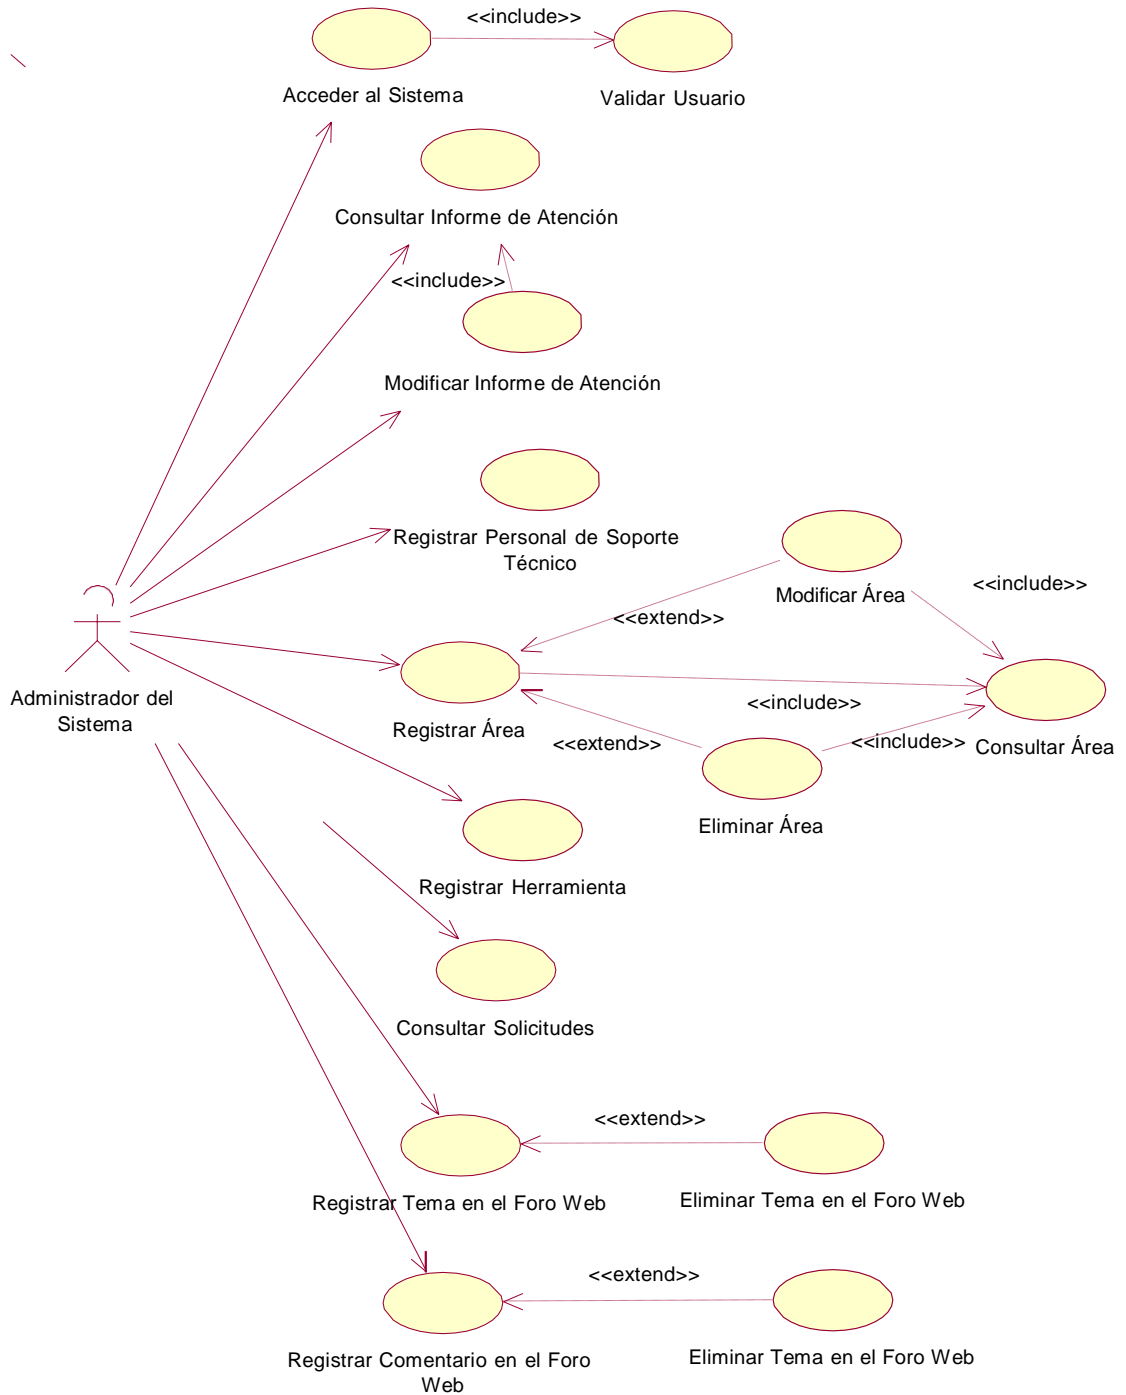 <<include>>
Acceder al Sistema
Validar Usuario
Consultar Informe de Atención
<<include>>
Modificar Informe de Atención
Registrar Personal de Soporte
Técnico
Modificar Área
<<include>>
<<extend>>
Administrador del
Sistema
Registrar Área
<<include>>
<<extend>>
<<include>>
Consultar Área
Eliminar Área
Registrar Herramienta
Consultar Solicitudes
<<extend>>
Registrar Tema en el Foro Web
Eliminar Tema en el Foro Web
<<extend>>
Registrar Comentario en el Foro
Web
Eliminar Tema en el Foro Web